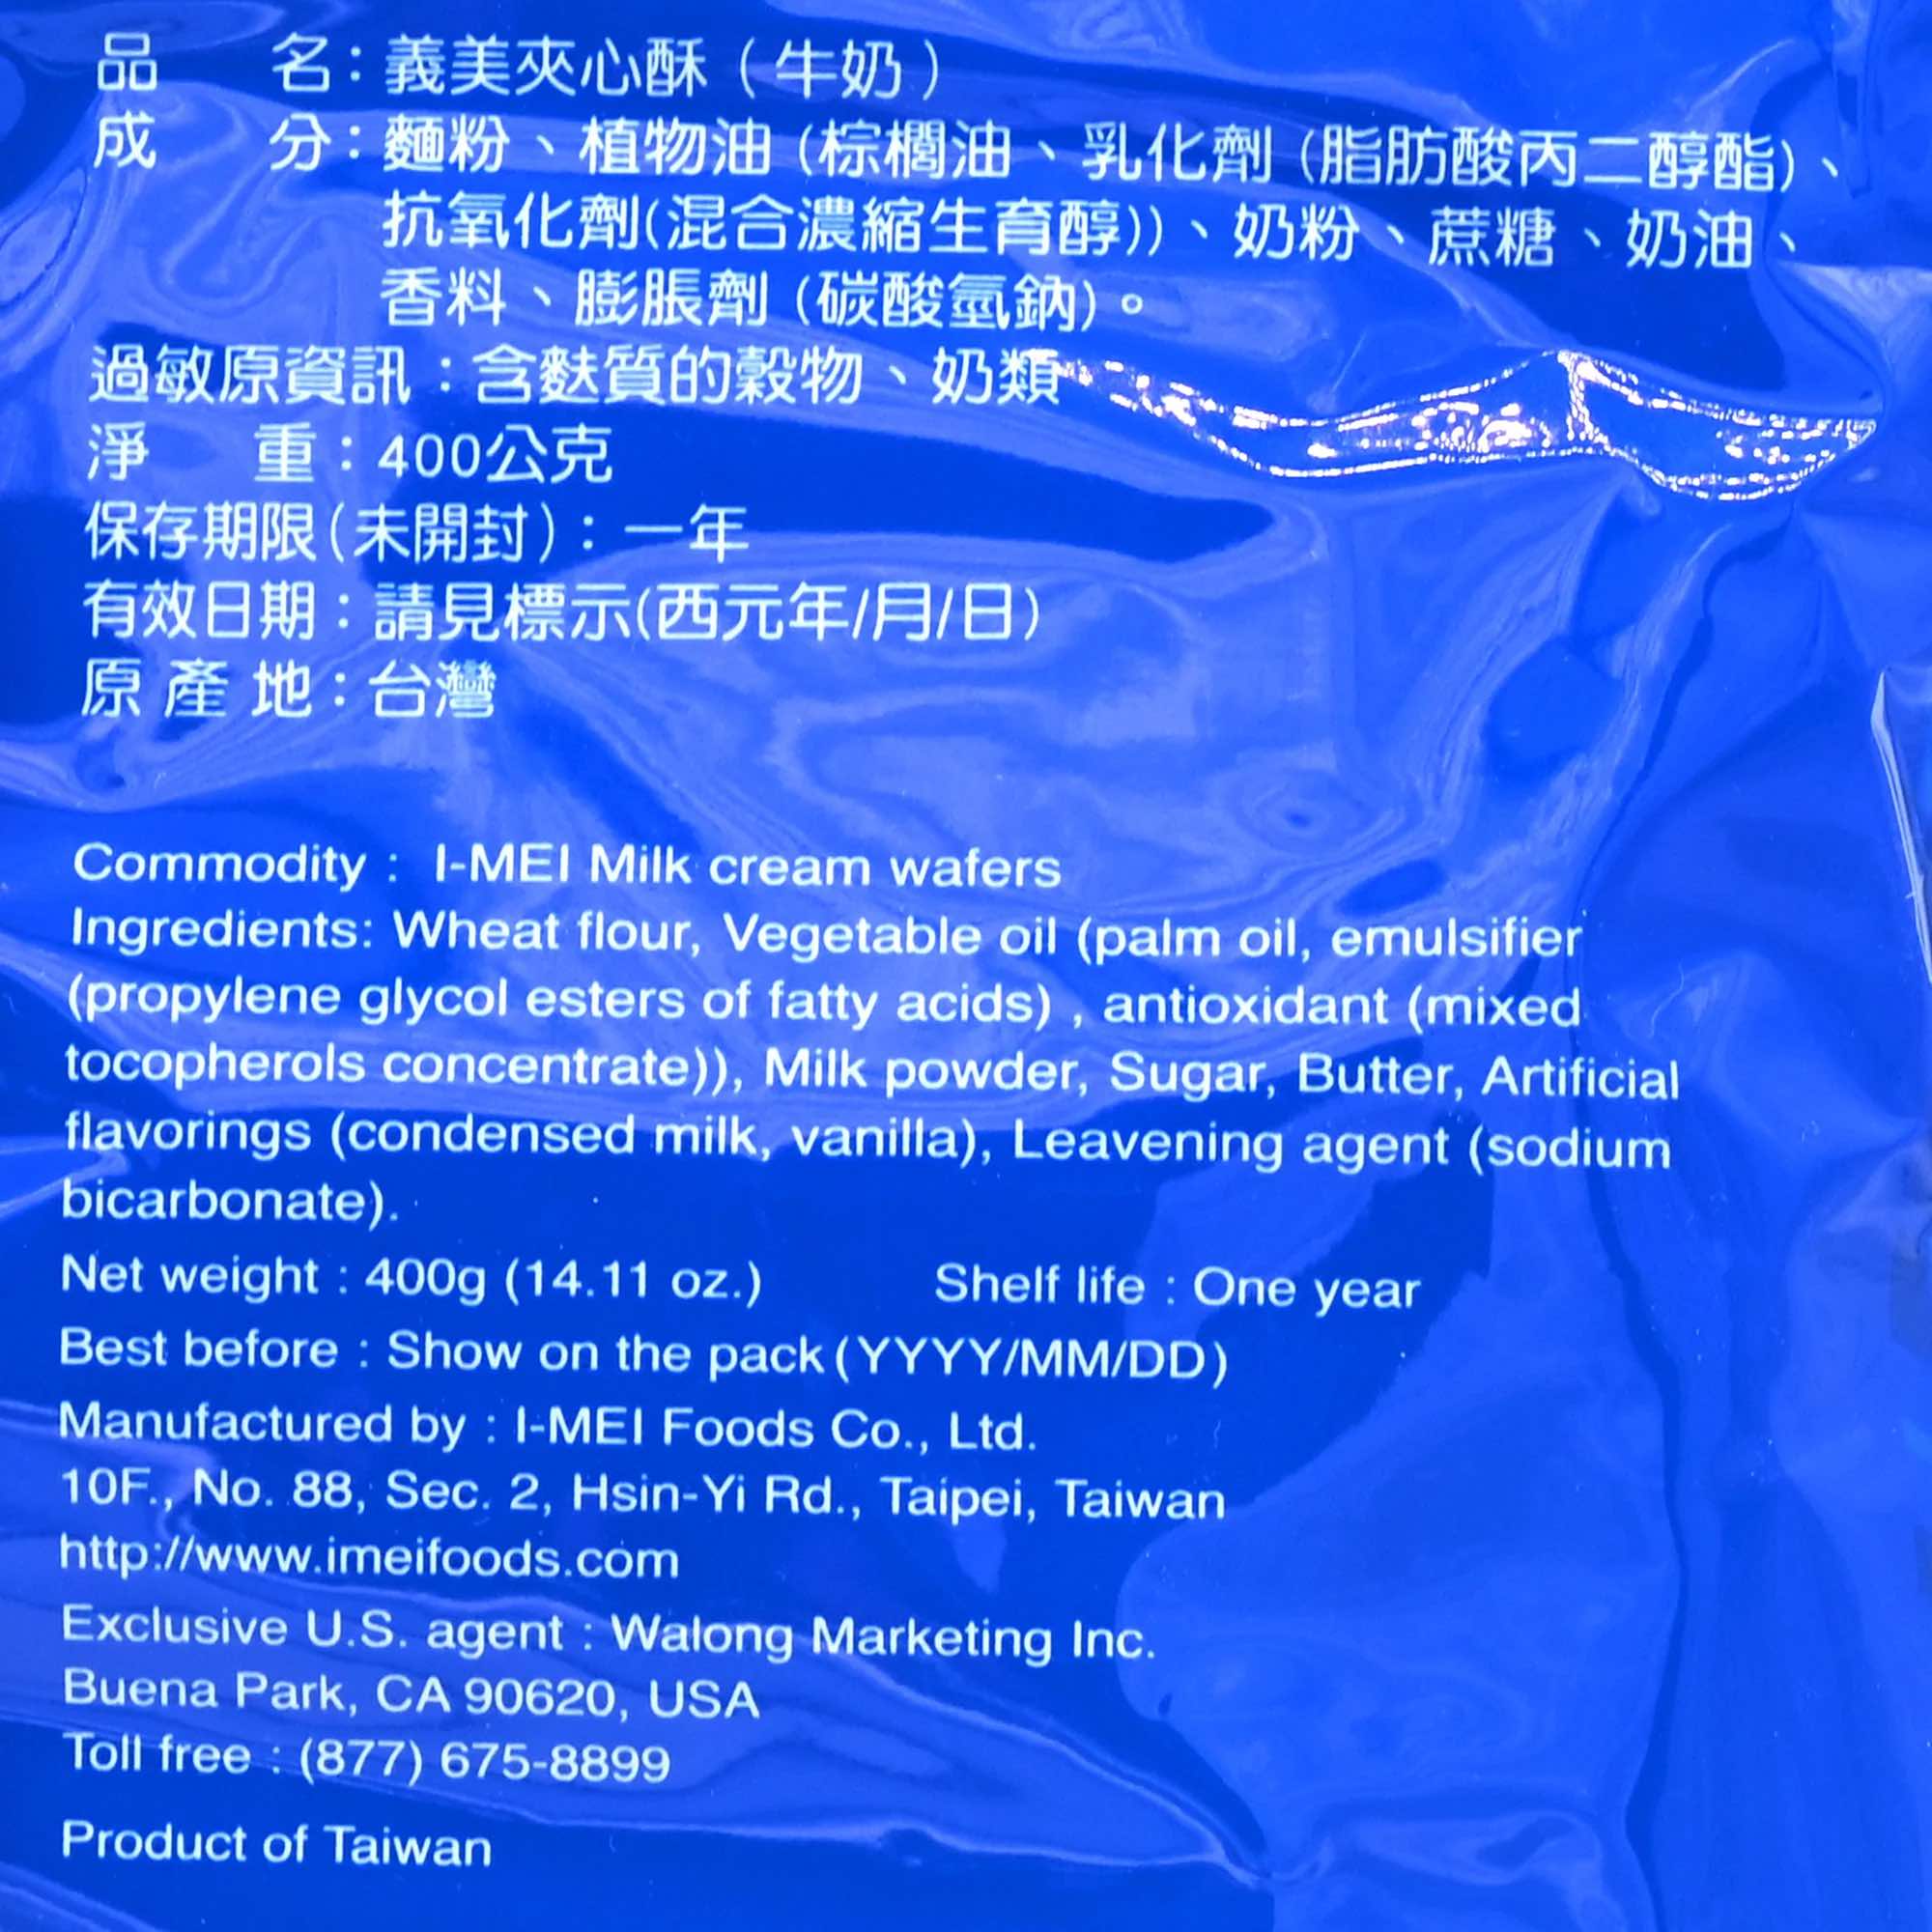 品名：義美夾心酥（牛奶）
成分：麵粉、植物油 (棕櫚油、乳化劑 (脂肪酸丙二醇酯)、
抗氧化劑(混合濃縮生育醇))、奶粉、蔗糖、奶油、
香料、膨脹劑 (碳酸氫鈉)。
過敏原資訊：含麩質的穀物、奶類
淨重：400公克
保存期限(未開封)：一年
有效日期：請見標示(西元年/月/日)
原產地：台灣
Commodity : I-MEI Milk cream wafers
Ingredients: Wheat flour, Vegetable oil (palm oil, emulsifier
(propylene glycol esters of fatty acids) , antioxidant (mixed
tocopherols concentrate)), Milk powder, Sugar, Butter, Artificial
flavorings (condensed milk, vanilla), Leavening agent (sodium
bicarbonate).
Net weight : 400g (14.11 oz.) Shelf life : One year
Best before : Show on the pack (YYYY/MM/DD)
Manufactured by : I-MEI Foods Co., Ltd.
10F., No. 88, Sec. 2, Hsin-Yi Rd., Taipei, Taiwan
http://www.imeifoods.com
Exclusive U.S. agent : Walong Marketing Inc.
Buena Park, CA 90620, USA
Toll free : (877) 675-8899
Product of Taiwan